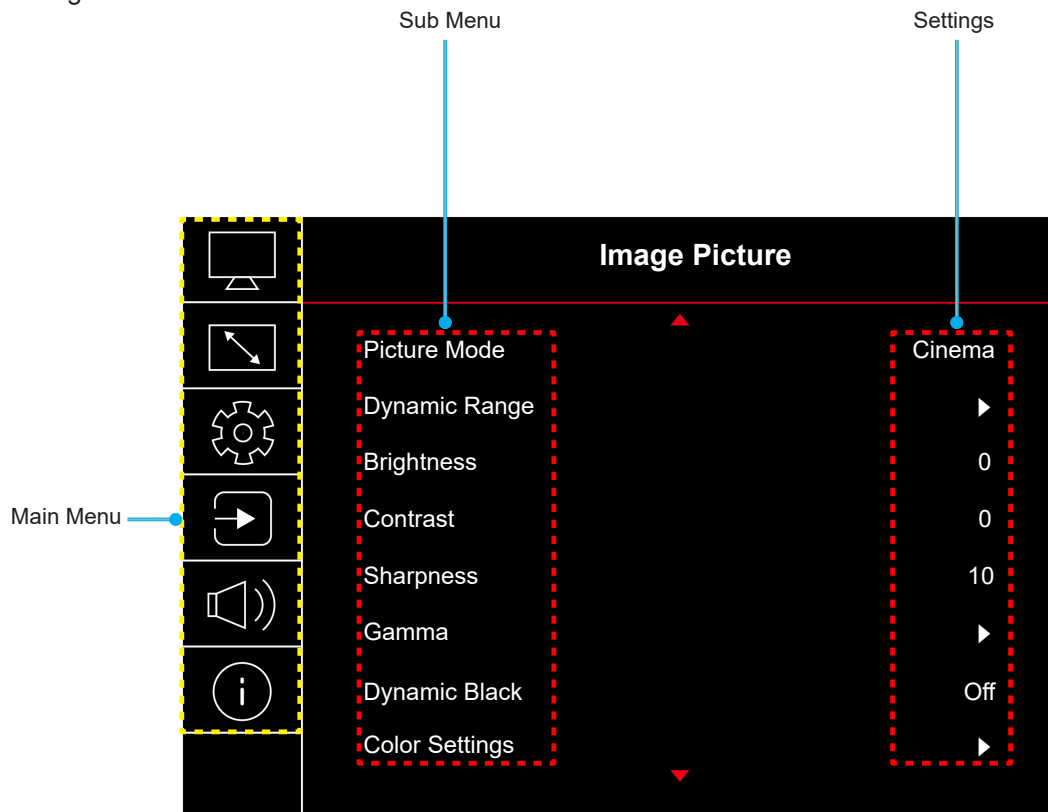 Sub Menu
Settings
Image Picture
Picture Mode Cinema
Dynamic Range
Brightness 0
Contrast 0
Main Menu
Sharpness 10
Gamma
Dynamic Black Off
Color Settings
i